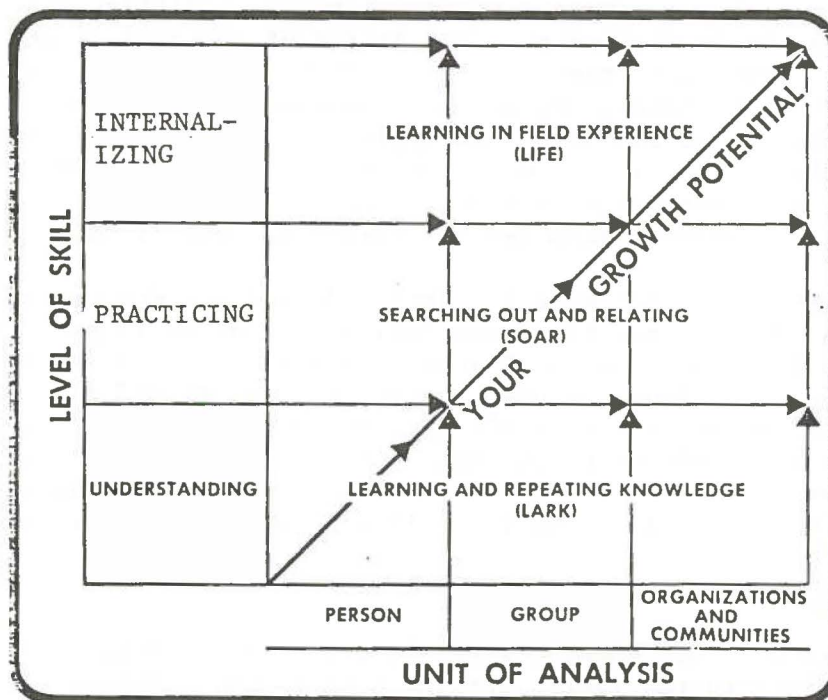 INTERNAL-
IZING
LEARNING IN FIELD EXPERIENCE
(LIFE)
YOUR GROWTH POTENTIAL
LEVEL OF SKILL
PRACTICING
SEARCHING OUT AND RELATING
(SOAR)
UNDERSTANDING
LEARNING AND REPEATING KNOWLEDGE
(LARK)
PERSON
GROUP
ORGANIZATIONS
AND
COMMUNITIES
UNIT OF ANALYSIS